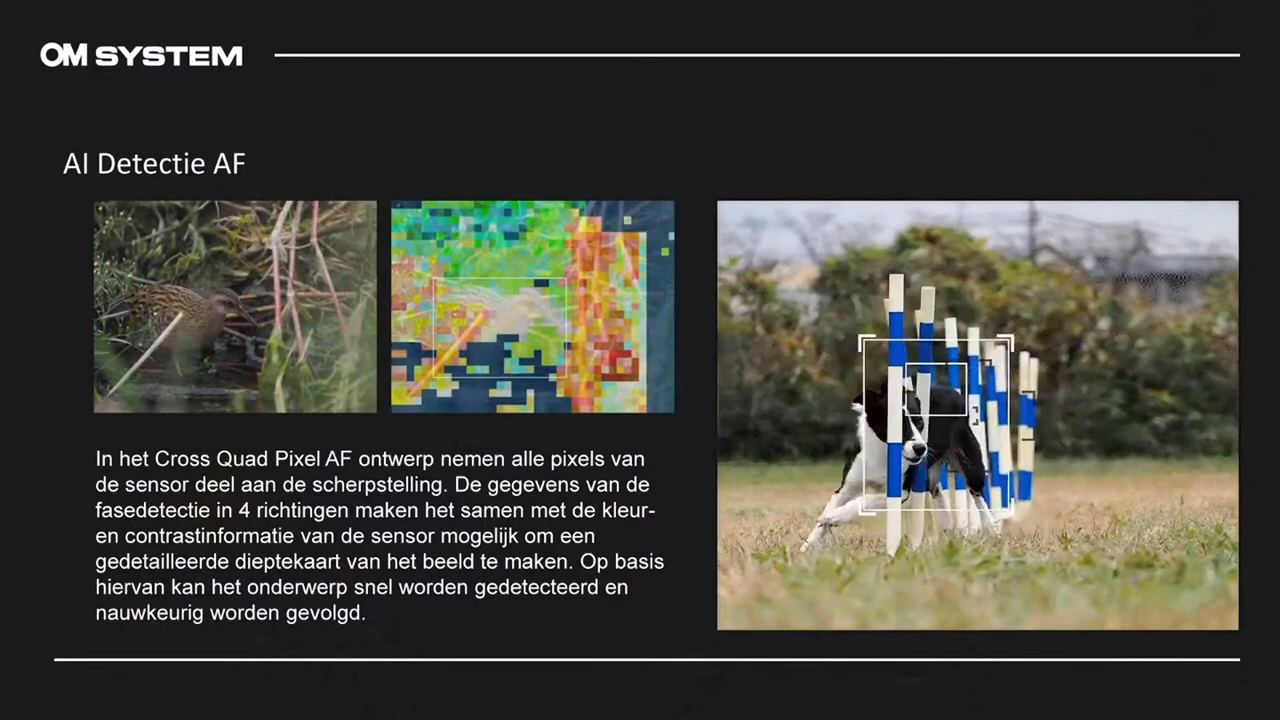 OM SYSTEM
AI Detectie AF
In het Cross Quad Pixel AF ontwerp nemen alle pixels van
de sensor deel aan de scherpstelling. De gegevens van de
fasedetectie in 4 richtingen maken het samen met de kleur-
en contrastinformatie van de sensor mogelijk om een
gedetailleerde dieptekaart van het beeld te maken. Op basis
hiervan kan het onderwerp snel worden gedetecteerd en
nauwkeurig worden gevolgd.